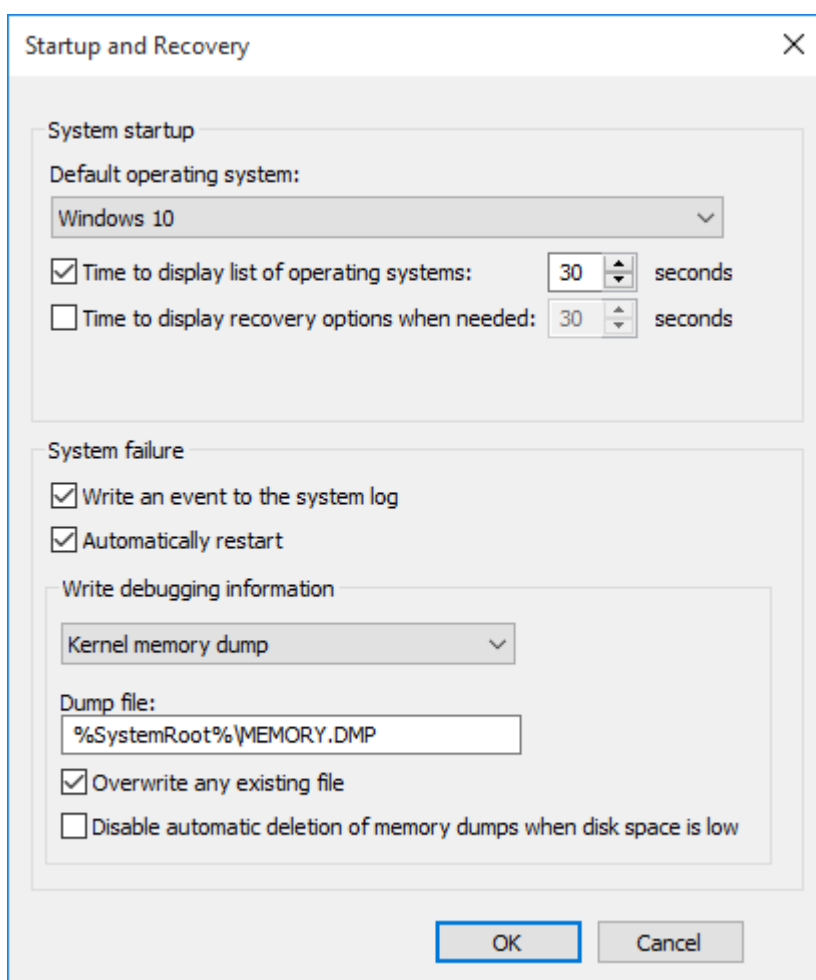 Startup and Recovery
System startup
Default operating system:
Windows 10
Time to display list of operating systems: 30 seconds
Time to display recovery options when needed: 30 seconds
System failure
Write an event to the system log
Automatically restart
Write debugging information
Kernel memory dump
Dump file:
%SystemRoot%\MEMORY.DMP
Overwrite any existing file
Disable automatic deletion of memory dumps when disk space is low
OK Cancel